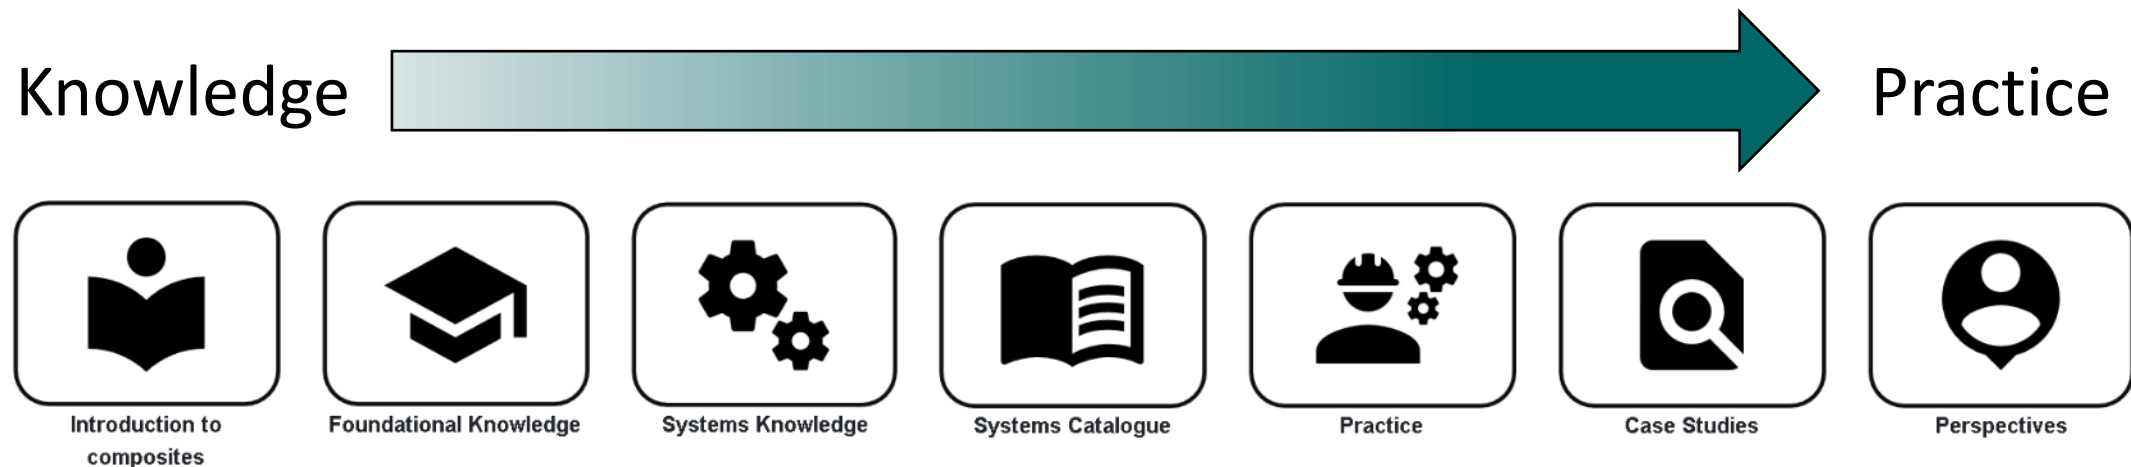 Knowledge
Practice
Introduction to
composites
Foundational Knowledge
Systems Knowledge
Systems Catalogue
Practice
Case Studies
Perspectives